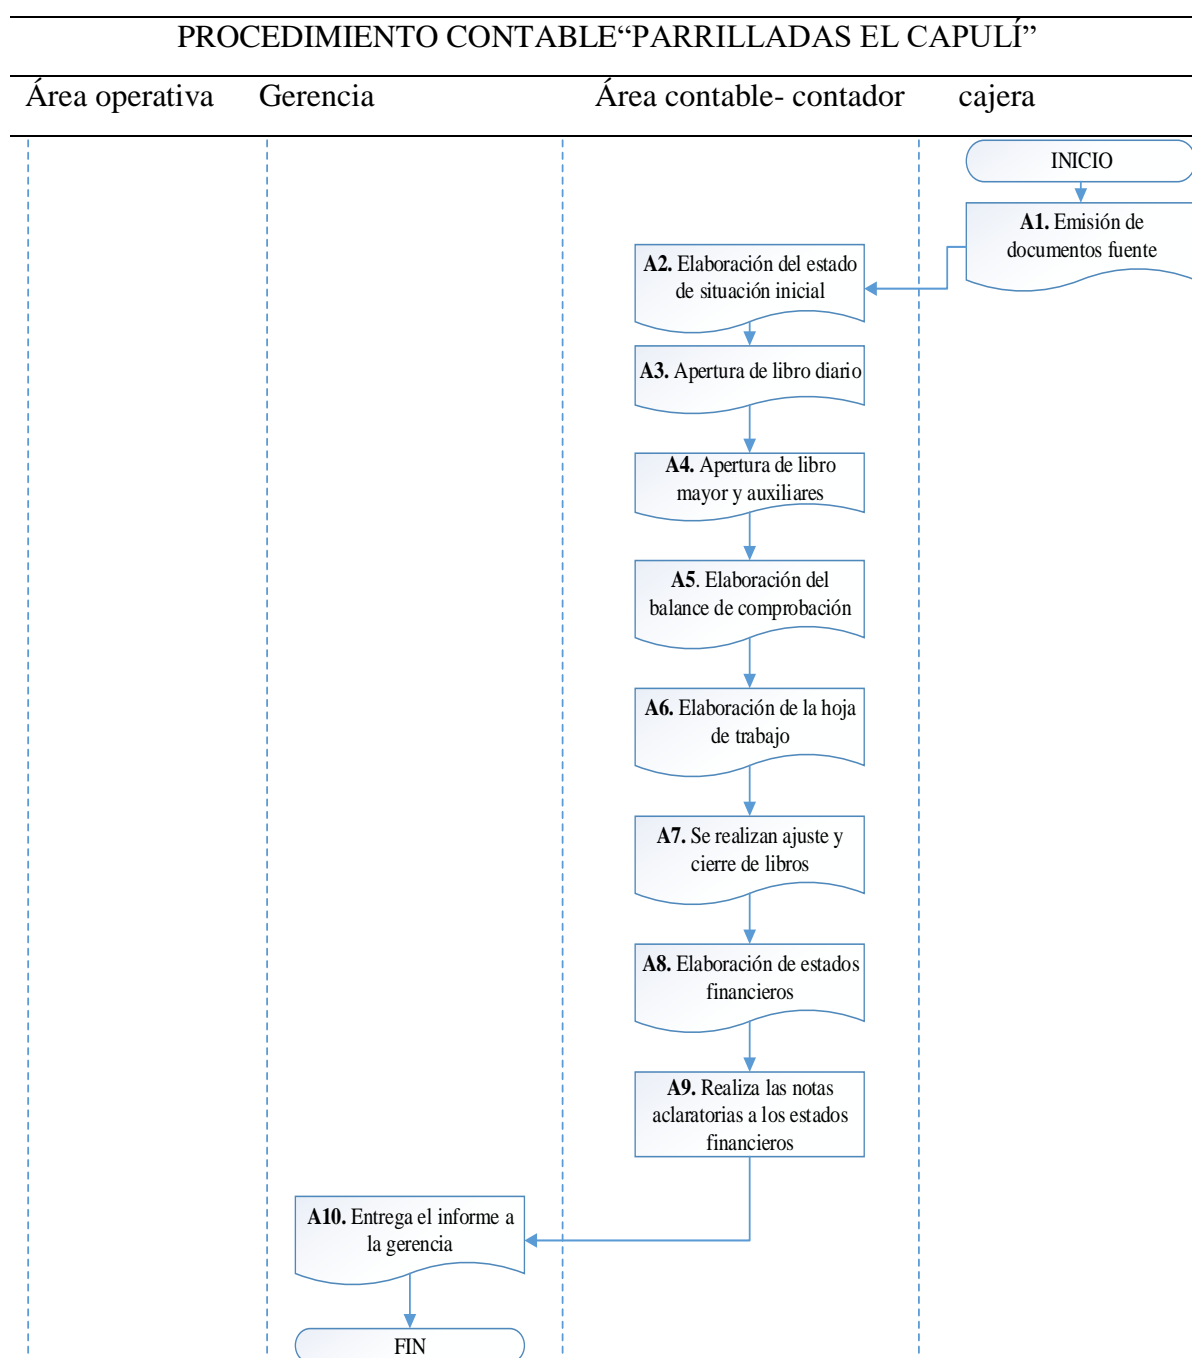 PROCEDIMIENTO CONTABLE“PARRILLADAS EL CAPULÍ”
Área operativa Gerencia Área contable- contador cajera
INICIO
A1. Emisión de
documentos fuente
A2. Elaboración del estado
de situación inicial
A3. Apertura de libro diario
A4. Apertura de libro
mayor y auxiliares
A5. Elaboración del
balance de comprobación
A6. Elaboración de la hoja
de trabajo
A7. Se realizan ajuste y
cierre de libros
A8. Elaboración de estados
financieros
A9. Realiza las notas
aclaratorias a los estados
financieros
A10. Entrega el informe a
la gerencia
FIN